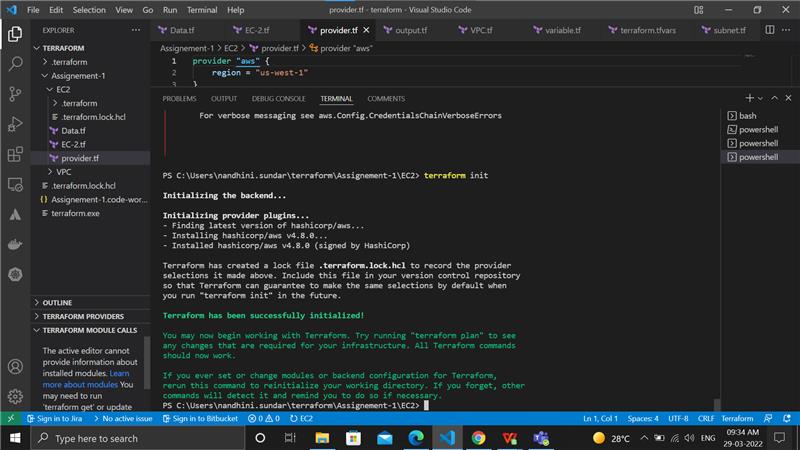 File Edit Selection View Go Run Terminal Help
provider.tf - terraform - Visual Studio Code
EXPLORER
TERRAFORM
.terraform
Assignement-1
EC2
.terraform
.terraform.lock.hcl
Data.tf
EC-2.tf
provider.tf
VPC
.terraform.lock.hcl
Assignement-1.code-wor...
terraform.exe
OUTLINE
TERRAFORM PROVIDERS
TERRAFORM MODULE CALLS
The active editor cannot
provide information about
installed modules. Learn
more about modules You
may need to run
'terraform get' or update
Data.tf EC-2.tf provider.tf output.tf VPC.tf variable.tf terraform.tfvars subnet.tf
Assignement-1 > EC2 > provider.tf > provider "aws"
1 provider "aws" {
2 region = "us-west-1"
3 }
PROBLEMS OUTPUT DEBUG CONSOLE TERMINAL COMMENTS
bash
powershell
powershell
powershell
For verbose messaging see aws.Config.CredentialsChainVerboseErrors
PS C:\Users\nandhini.sundar\terraform\Assignement-1\EC2> terraform init
Initializing the backend...
Initializing provider plugins...
- Finding latest version of hashicorp/aws...
- Installing hashicorp/aws v4.8.0...
- Installed hashicorp/aws v4.8.0 (signed by HashiCorp)
Terraform has created a lock file .terraform.lock.hcl to record the provider
selections it made above. Include this file in your version control repository
so that Terraform can guarantee to make the same selections by default when
you run "terraform init" in the future.
Terraform has been successfully initialized!
You may now begin working with Terraform. Try running "terraform plan" to see
any changes that are required for your infrastructure. All Terraform commands
should now work.
If you ever set or change modules or backend configuration for Terraform,
rerun this command to reinitialize your working directory. If you forget, other
commands will detect it and remind you to do so if necessary.
PS C:\Users\nandhini.sundar\terraform\Assignement-1\EC2>
Sign in to Jira No active issue Sign in to Bitbucket 0 0 EC2 Ln 1, Col 1 Spaces: 4 UTF-8 CRLF Terraform
Type here to search
28°C ENG
09:34 AM
29-03-2022